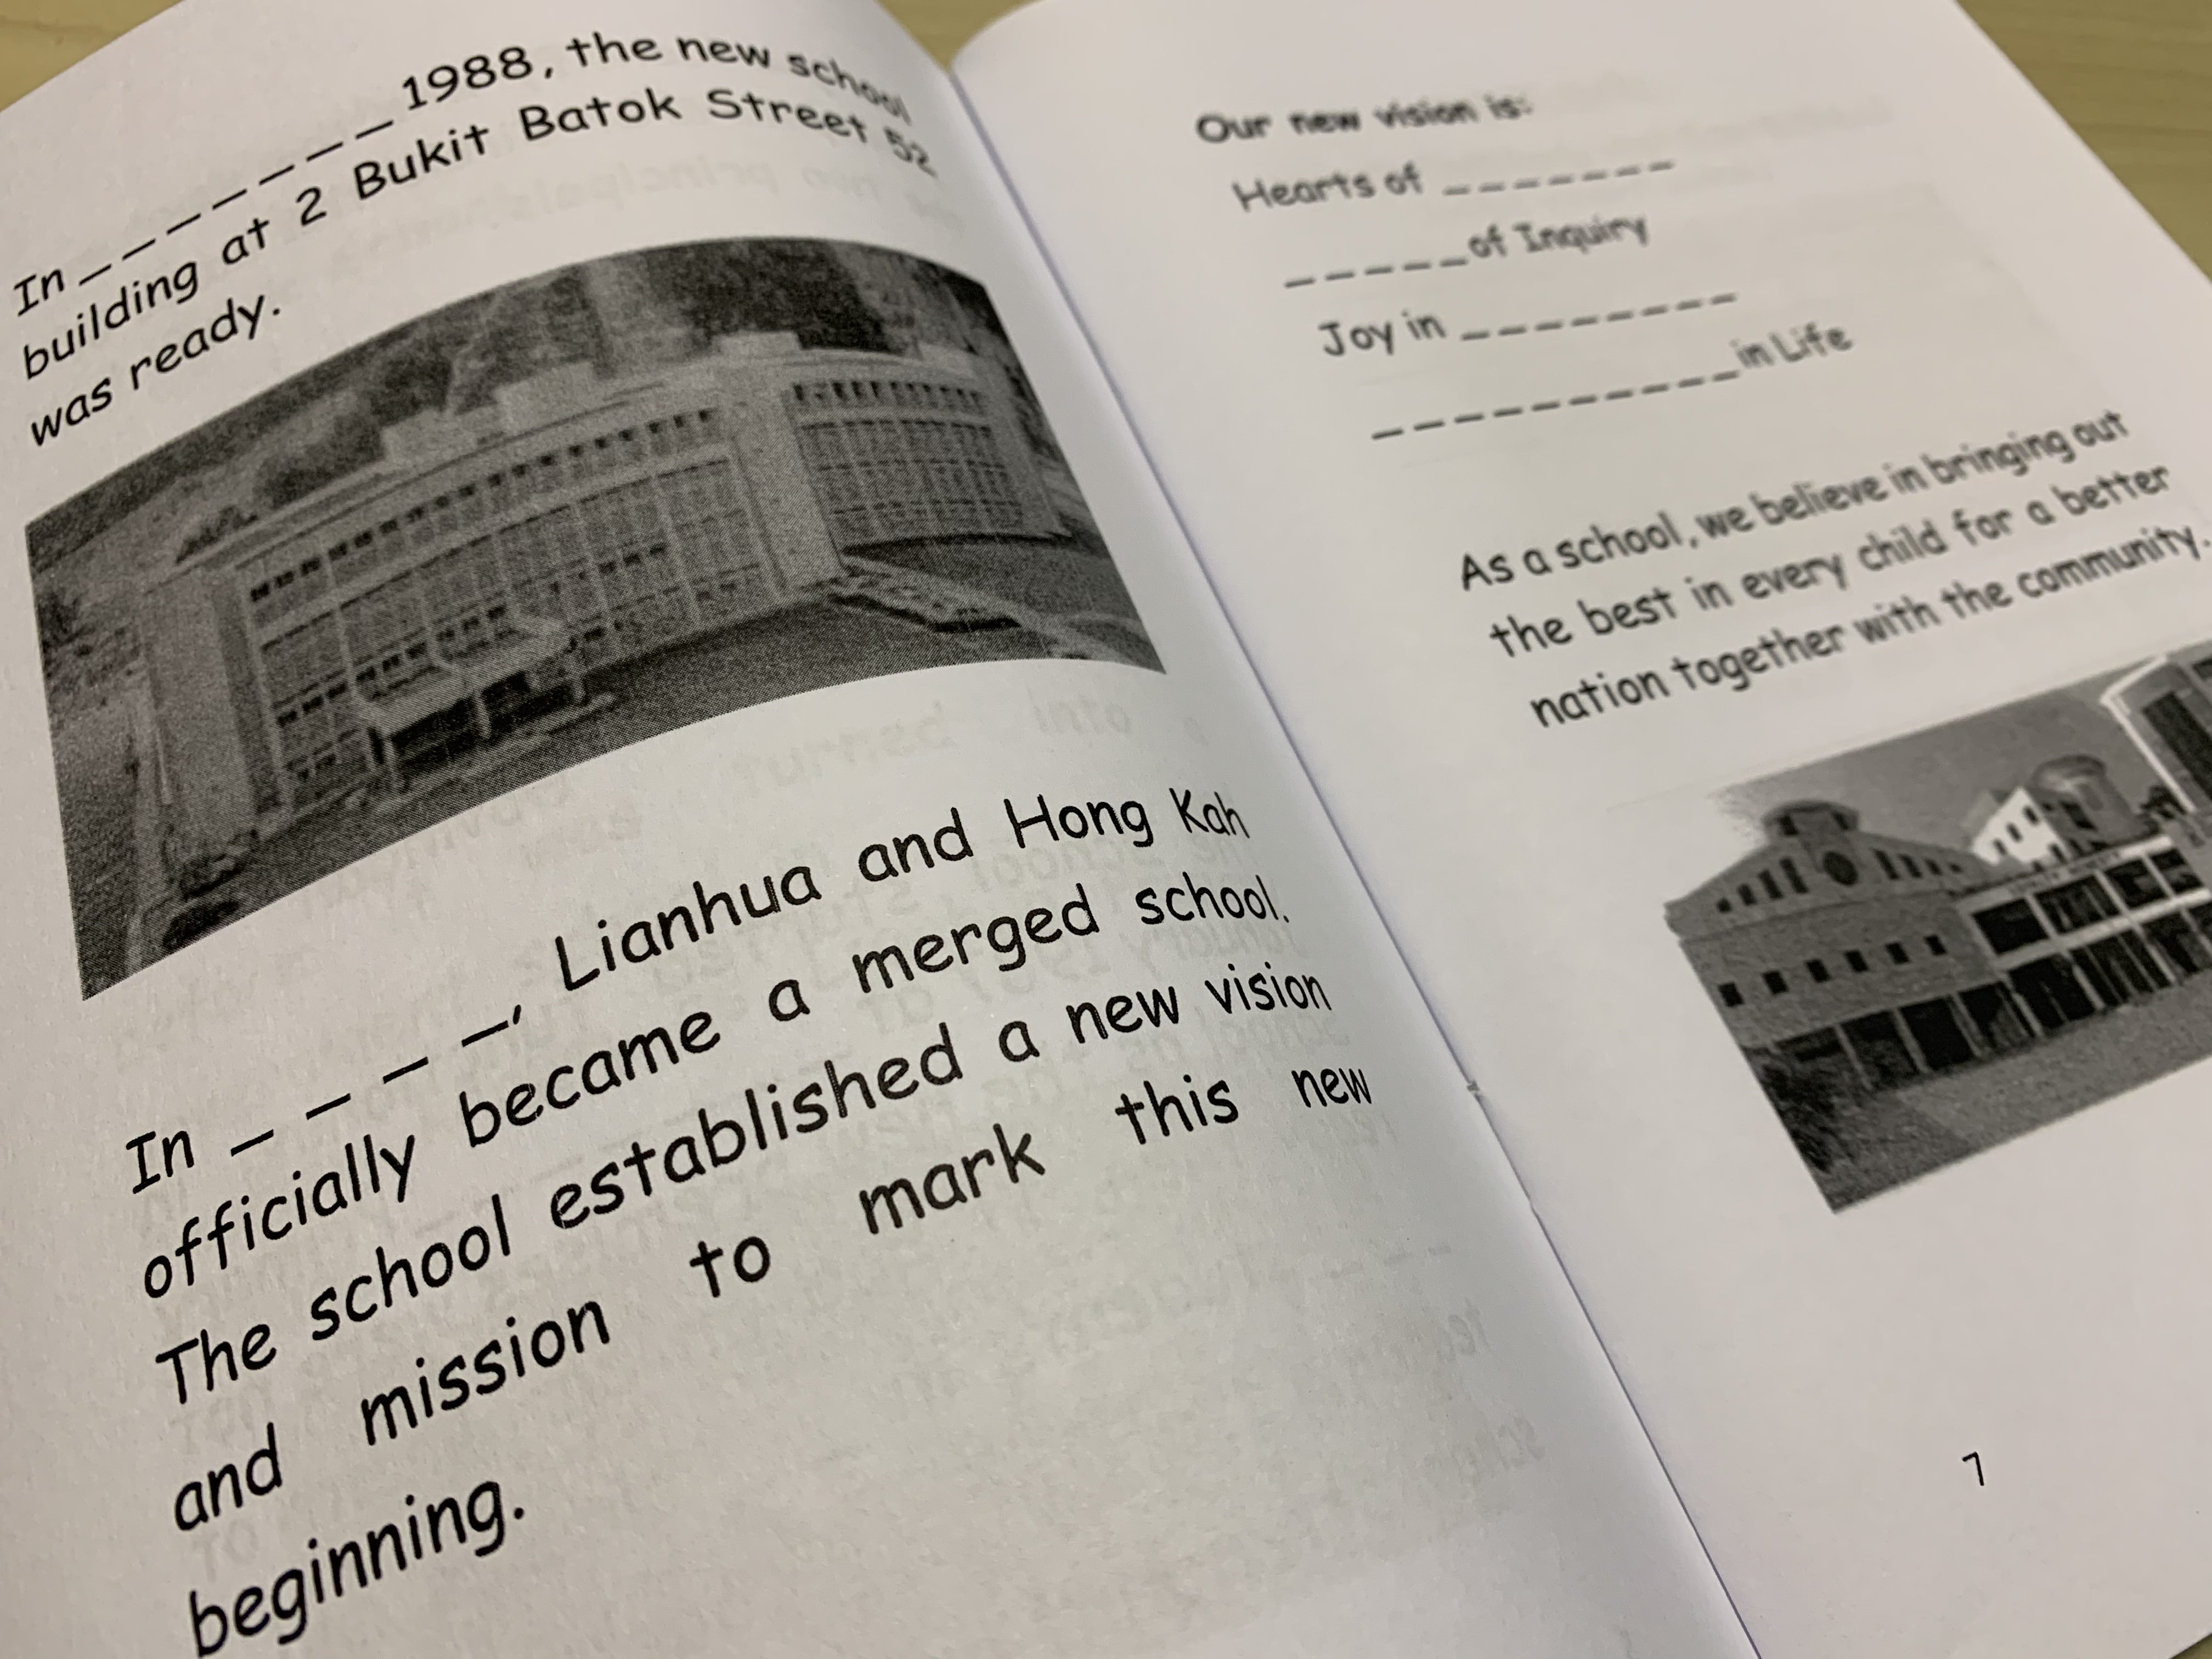 In _ _ _ _ _ _ _ _ 1988, the new school
building at 2 Bukit Batok Street 52
was ready.
In _ _ _ _, Lianhua and Hong Kah
officially became a merged school.
The school established a new vision
and mission to mark this new
beginning.
Our new vision is:
Hearts of _ _ _ _ _ _ _
_ _ _ _ _ of Inquiry
Joy in _ _ _ _ _ _ _ _
_ _ _ _ _ _ _ _ _ in Life
As a school, we believe in bringing out
the best in every child for a better
nation together with the community.
7